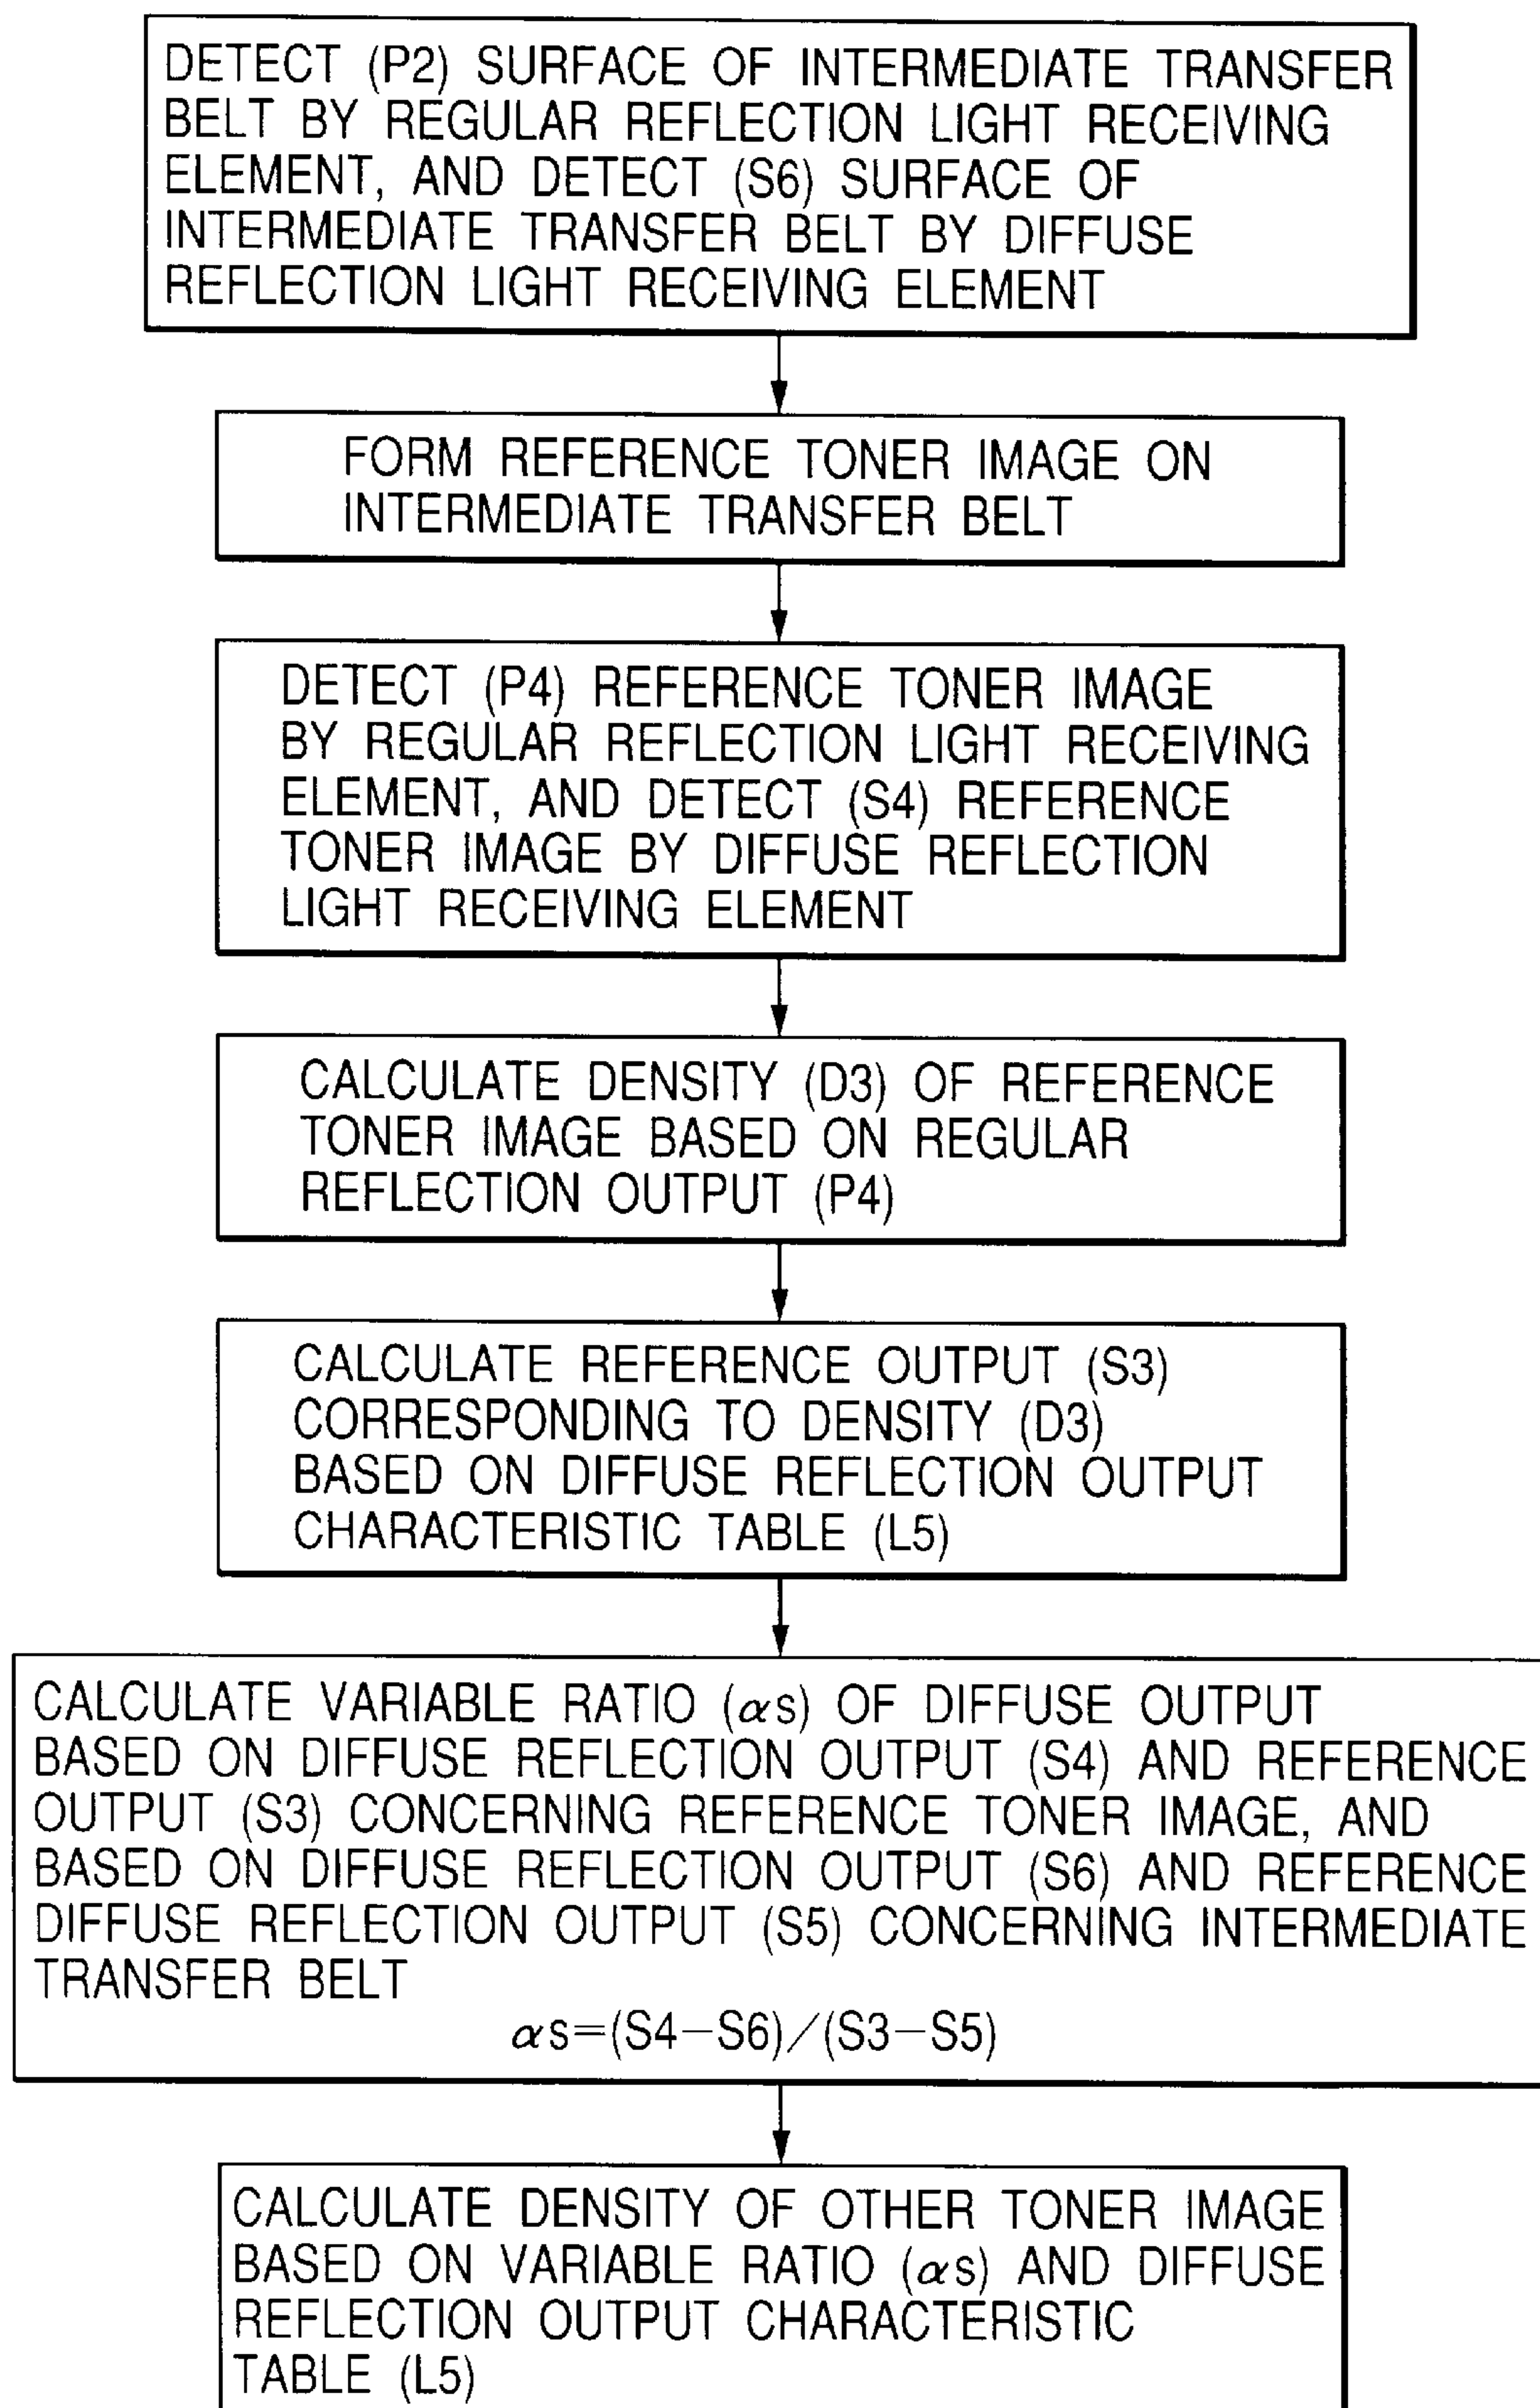 DETECT (P2) SURFACE OF INTERMEDIATE TRANSFER
BELT BY REGULAR REFLECTION LIGHT RECEIVING
ELEMENT, AND DETECT (S6) SURFACE OF
INTERMEDIATE TRANSFER BELT BY DIFFUSE
REFLECTION LIGHT RECEIVING ELEMENT
FORM REFERENCE TONER IMAGE ON
INTERMEDIATE TRANSFER BELT
DETECT (P4) REFERENCE TONER IMAGE
BY REGULAR REFLECTION LIGHT RECEIVING
ELEMENT, AND DETECT (S4) REFERENCE
TONER IMAGE BY DIFFUSE REFLECTION
LIGHT RECEIVING ELEMENT
CALCULATE DENSITY (D3) OF REFERENCE
TONER IMAGE BASED ON REGULAR
REFLECTION OUTPUT (P4)
CALCULATE REFERENCE OUTPUT (S3)
CORRESPONDING TO DENSITY (D3)
BASED ON DIFFUSE REFLECTION OUTPUT
CHARACTERISTIC TABLE (L5)
CALCULATE VARIABLE RATIO (αs) OF DIFFUSE OUTPUT
BASED ON DIFFUSE REFLECTION OUTPUT (S4) AND REFERENCE
OUTPUT (S3) CONCERNING REFERENCE TONER IMAGE, AND
BASED ON DIFFUSE REFLECTION OUTPUT (S6) AND REFERENCE
DIFFUSE REFLECTION OUTPUT (S5) CONCERNING INTERMEDIATE
TRANSFER BELT
αs=(S4−S6)/(S3−S5)
CALCULATE DENSITY OF OTHER TONER IMAGE
BASED ON VARIABLE RATIO (αs) AND DIFFUSE
REFLECTION OUTPUT CHARACTERISTIC
TABLE (L5)